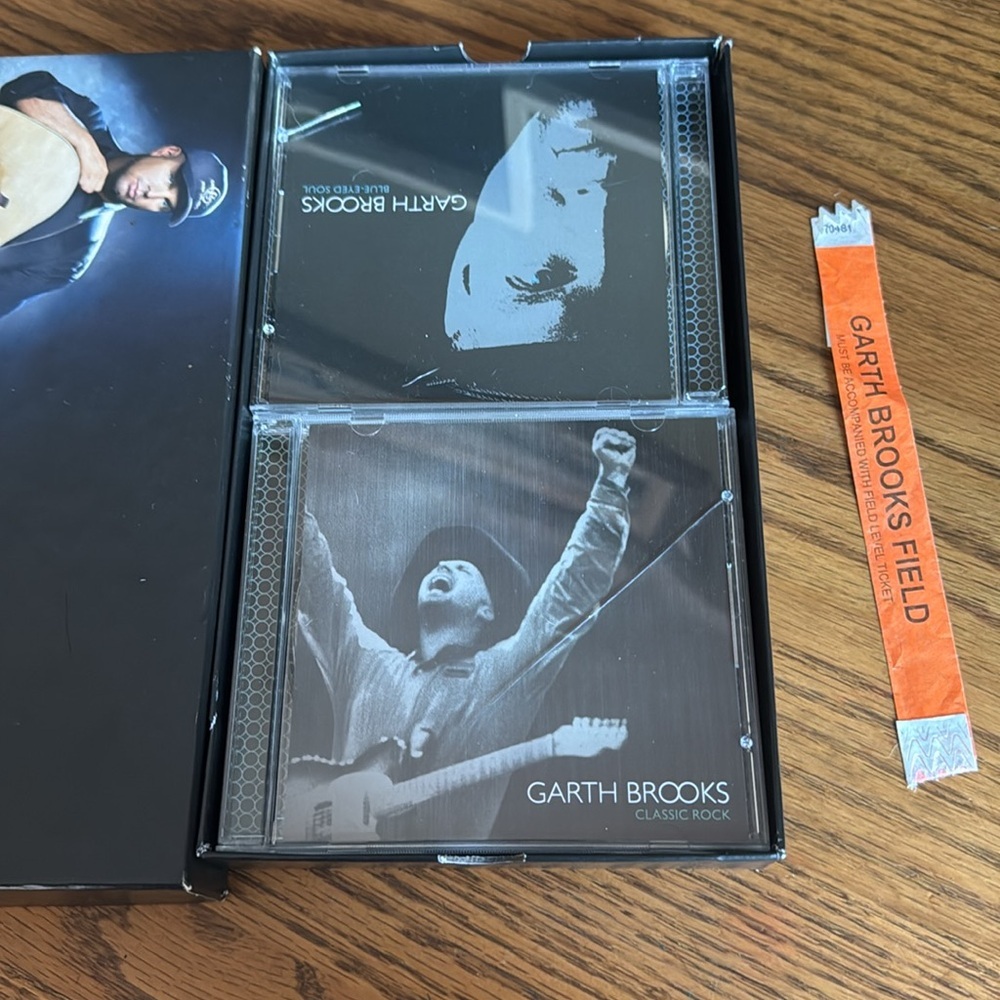 GARTH BROOKS
BLUE-EYED SOUL
GARTH BROOKS
CLASSIC ROCK
GARTH BROOKS FIELD
MUST BE ACCOMPANIED WITH FIELD LEVEL TICKET